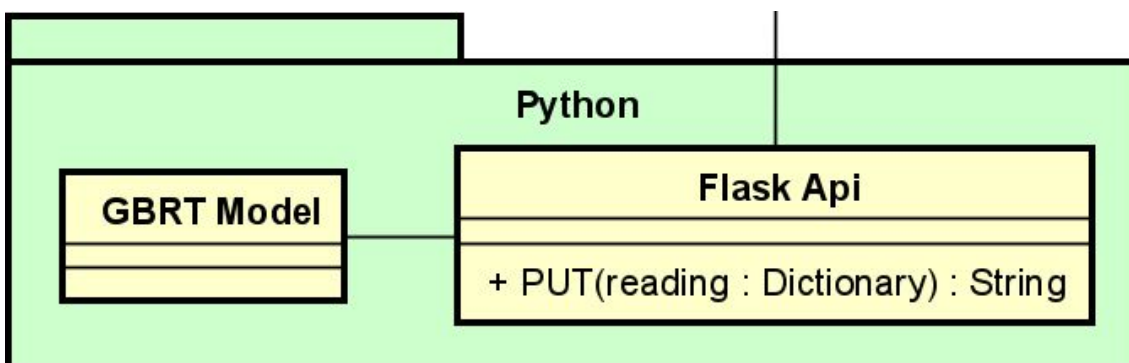 Python
GBRT Model
Flask Api
+ PUT(reading : Dictionary) : String